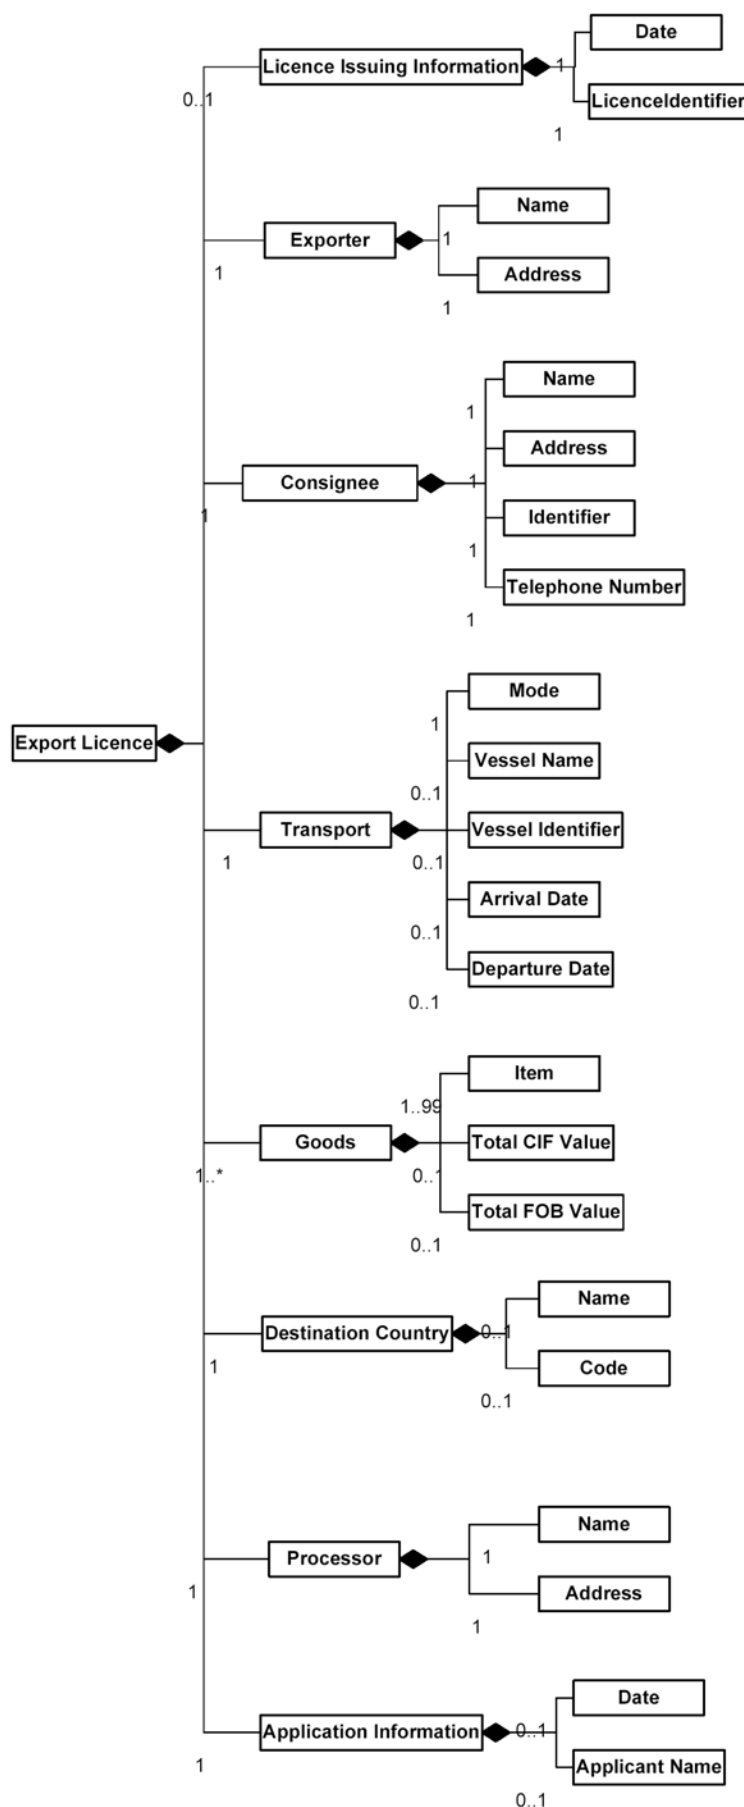 Date
Licence Issuing Information
1
0..1
LicenceIdentifier
1
Name
Exporter
1
1
Address
1
Name
1
Address
Consignee
1
1
Identifier
1
Telephone Number
1
Mode
1
Export Licence
Vessel Name
0..1
Transport
Vessel Identifier
1
0..1
Arrival Date
0..1
Departure Date
0..1
Item
1..99
Goods
Total CIF Value
1..*
0..1
Total FOB Value
0..1
Name
Destination Country
0..1
1
Code
0..1
Name
Processor
1
1
Address
1
Date
Application Information
0..1
1
Applicant Name
0..1